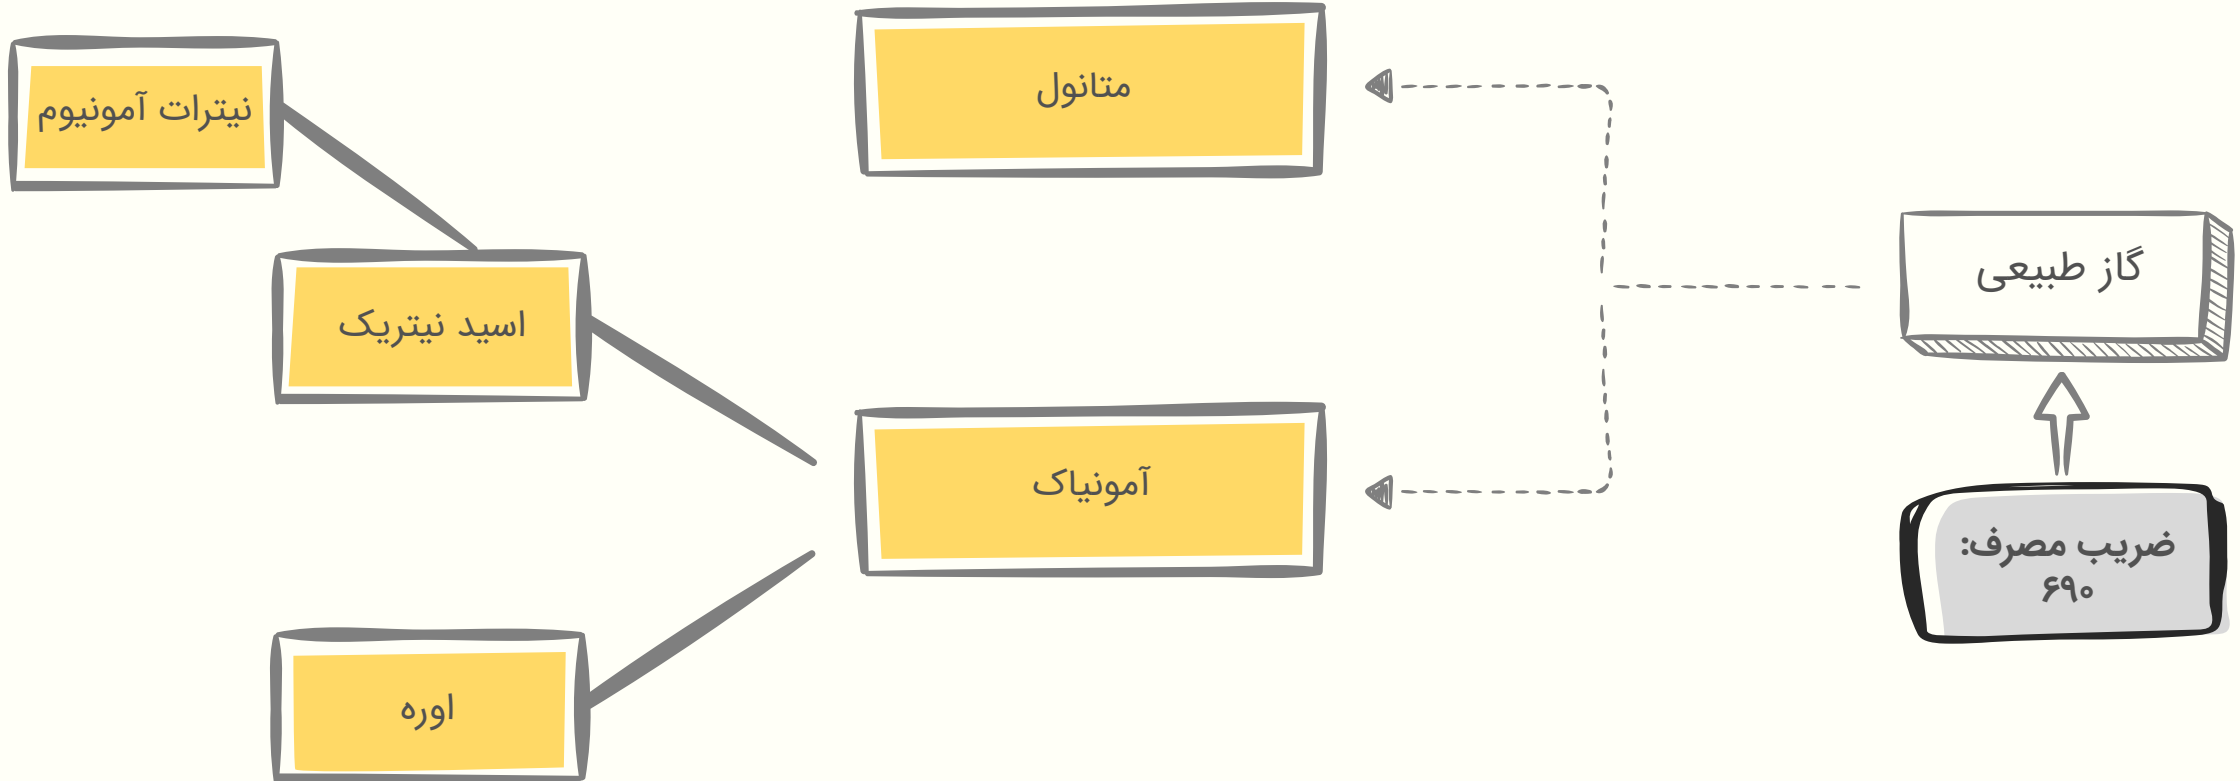 گاز طبیعی
ضریب مصرف:
۶۹۰
متانول
آمونیاک
اسید نیتریک
نیترات آمونیوم
اوره